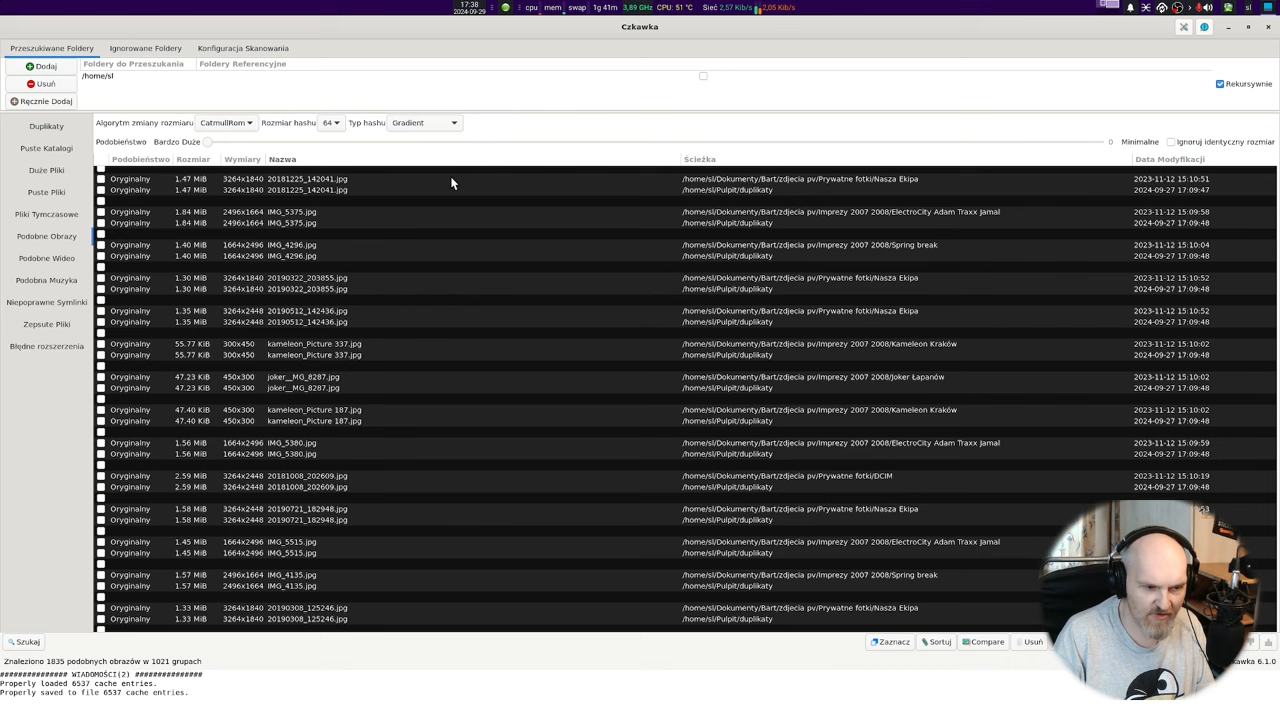 17:38
2024-09-29
cpu mem swap 1g 41m 3,89 GHz CPU: 51 °C Sieć 2,57 Kib/s 2,05 Kib/s sl
Czkawka
Przeszukiwane Foldery Ignorowane Foldery Konfiguracja Skanowania
Dodaj Foldery do Przeszukania Foldery Referencyjne
/home/sl
Usuń Rekursywnie
Ręcznie Dodaj
Algorytm zmiany rozmiaru CatmullRom Rozmiar hashu 64 Typ hashu Gradient
Podobieństwo Bardzo Duże 0 Minimalne Ignoruj identyczny rozmiar
Duplikaty
Puste Katalogi
Duże Pliki
Puste Pliki
Pliki Tymczasowe
Podobne Obrazy
Podobne Wideo
Podobna Muzyka
Niepoprawne Symlinki
Zepsute Pliki
Błędne rozszerzenia
Podobieństwo Rozmiar Wymiary Nazwa Ścieżka Data Modyfikacji
Oryginalny 1.47 MiB 3264x1840 20181225_142041.jpg /home/sl/Dokumenty/Bart/zdjecia pv/Prywatne fotki/Nasza Ekipa 2023-11-12 15:10:51
Oryginalny 1.47 MiB 3264x1840 20181225_142041.jpg /home/sl/Pulpit/duplikaty 2024-09-27 17:09:47
Oryginalny 1.84 MiB 2496x1664 IMG_5375.jpg /home/sl/Dokumenty/Bart/zdjecia pv/Imprezy 2007 2008/ElectroCity Adam Traxx Jamal 2023-11-12 15:09:58
Oryginalny 1.84 MiB 2496x1664 IMG_5375.jpg /home/sl/Pulpit/duplikaty 2024-09-27 17:09:48
Oryginalny 1.40 MiB 1664x2496 IMG_4296.jpg /home/sl/Dokumenty/Bart/zdjecia pv/Imprezy 2007 2008/Spring break 2023-11-12 15:10:04
Oryginalny 1.40 MiB 1664x2496 IMG_4296.jpg /home/sl/Pulpit/duplikaty 2024-09-27 17:09:48
Oryginalny 1.30 MiB 3264x1840 20190322_203855.jpg /home/sl/Dokumenty/Bart/zdjecia pv/Prywatne fotki/Nasza Ekipa 2023-11-12 15:10:52
Oryginalny 1.30 MiB 3264x1840 20190322_203855.jpg /home/sl/Pulpit/duplikaty 2024-09-27 17:09:48
Oryginalny 1.35 MiB 3264x2448 20190512_142436.jpg /home/sl/Dokumenty/Bart/zdjecia pv/Prywatne fotki/Nasza Ekipa 2023-11-12 15:10:52
Oryginalny 1.35 MiB 3264x2448 20190512_142436.jpg /home/sl/Pulpit/duplikaty 2024-09-27 17:09:48
Oryginalny 55.77 KiB 300x450 kameleon_Picture 337.jpg /home/sl/Dokumenty/Bart/zdjecia pv/Imprezy 2007 2008/Kameleon Kraków 2023-11-12 15:10:02
Oryginalny 55.77 KiB 300x450 kameleon_Picture 337.jpg /home/sl/Pulpit/duplikaty 2024-09-27 17:09:48
Oryginalny 47.23 KiB 450x300 joker__MG_8287.jpg /home/sl/Dokumenty/Bart/zdjecia pv/Imprezy 2007 2008/Joker Łapanów 2023-11-12 15:10:02
Oryginalny 47.23 KiB 450x300 joker__MG_8287.jpg /home/sl/Pulpit/duplikaty 2024-09-27 17:09:48
Oryginalny 47.40 KiB 450x300 kameleon_Picture 187.jpg /home/sl/Dokumenty/Bart/zdjecia pv/Imprezy 2007 2008/Kameleon Kraków 2023-11-12 15:10:02
Oryginalny 47.40 KiB 450x300 kameleon_Picture 187.jpg /home/sl/Pulpit/duplikaty 2024-09-27 17:09:48
Oryginalny 1.56 MiB 1664x2496 IMG_5380.jpg /home/sl/Dokumenty/Bart/zdjecia pv/Imprezy 2007 2008/ElectroCity Adam Traxx Jamal 2023-11-12 15:09:59
Oryginalny 1.56 MiB 1664x2496 IMG_5380.jpg /home/sl/Pulpit/duplikaty 2024-09-27 17:09:48
Oryginalny 2.59 MiB 3264x2448 20181008_202609.jpg /home/sl/Dokumenty/Bart/zdjecia pv/Prywatne fotki/DCIM 2023-11-12 15:10:19
Oryginalny 2.59 MiB 3264x2448 20181008_202609.jpg /home/sl/Pulpit/duplikaty 2024-09-27 17:09:48
Oryginalny 1.58 MiB 3264x2448 20190721_182948.jpg /home/sl/Dokumenty/Bart/zdjecia pv/Prywatne fotki/Nasza Ekipa 53
Oryginalny 1.58 MiB 3264x2448 20190721_182948.jpg /home/sl/Pulpit/duplikaty
Oryginalny 1.45 MiB 1664x2496 IMG_5515.jpg /home/sl/Dokumenty/Bart/zdjecia pv/Imprezy 2007 2008/ElectroCity Adam Traxx Jamal
Oryginalny 1.45 MiB 1664x2496 IMG_5515.jpg /home/sl/Pulpit/duplikaty
Oryginalny 1.57 MiB 2496x1664 IMG_4135.jpg /home/sl/Dokumenty/Bart/zdjecia pv/Imprezy 2007 2008/Spring break
Oryginalny 1.57 MiB 2496x1664 IMG_4135.jpg /home/sl/Pulpit/duplikaty
Oryginalny 1.33 MiB 3264x1840 20190308_125246.jpg /home/sl/Dokumenty/Bart/zdjecia pv/Prywatne fotki/Nasza Ekipa
Oryginalny 1.33 MiB 3264x1840 20190308_125246.jpg /home/sl/Pulpit/duplikaty
Szukaj Zaznacz Sortuj Compare Usuń
Znaleziono 1835 podobnych obrazów w 1021 grupach 6.1.0
############### WIADOMOŚCI(2) ###############
Properly loaded 6537 cache entries.
Properly saved to file 6537 cache entries.